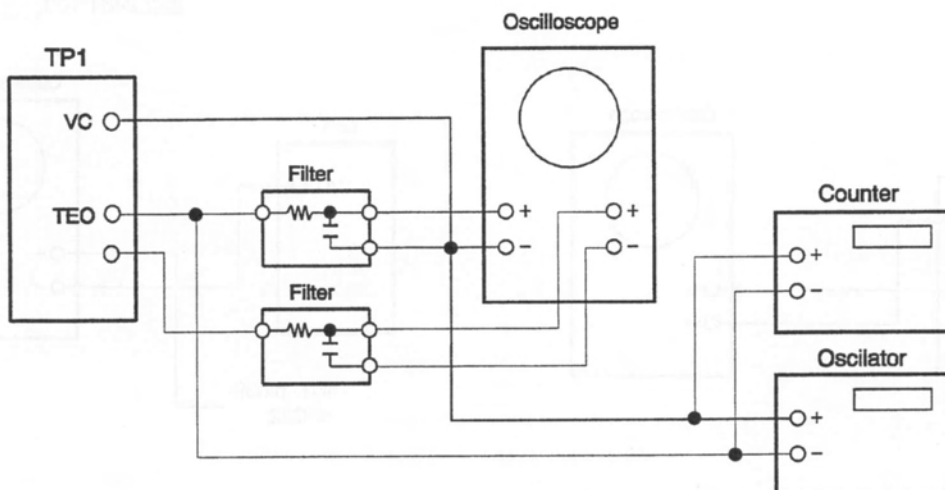 Oscilloscope
TP1
VC
Filter
TEO
+
+
Counter
−
−
+
Filter
−
Oscilator
+
−